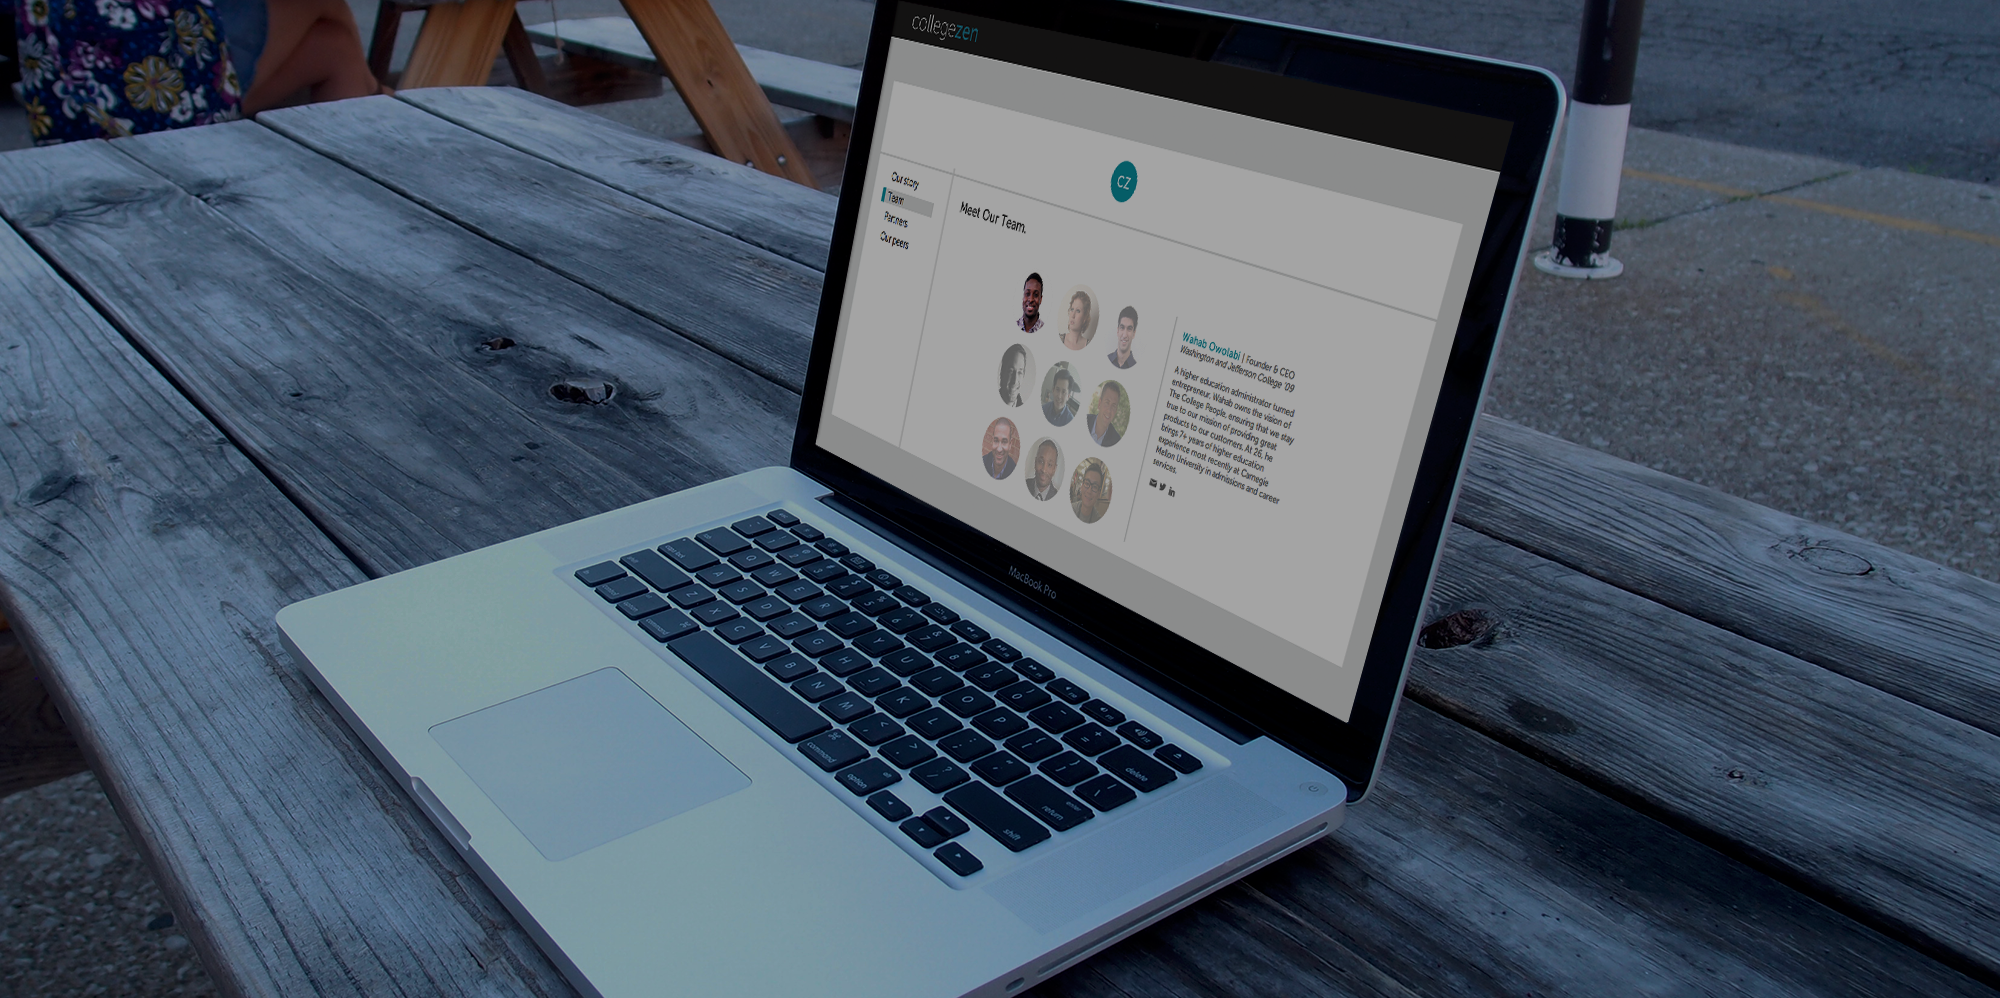 collegezen
CZ
Our story
Team
Partners
Our peers
Meet Our Team.
Wahab Owolabi | Founder & CEO
Washington and Jefferson College '09
A higher education administrator turned
entrepreneur, Wahab owns the vision of
The College People, ensuring that we stay
true to our mission of providing great
products to our customers. At 26, he
brings 7+ years of higher education
experience most recently at Carnegie
Mellon University in admissions and career
services.
MacBook Pro
Q W E R T Y U I O P
A S D F G H J K L
Z X C V B N M
delete
return
shift
command
option